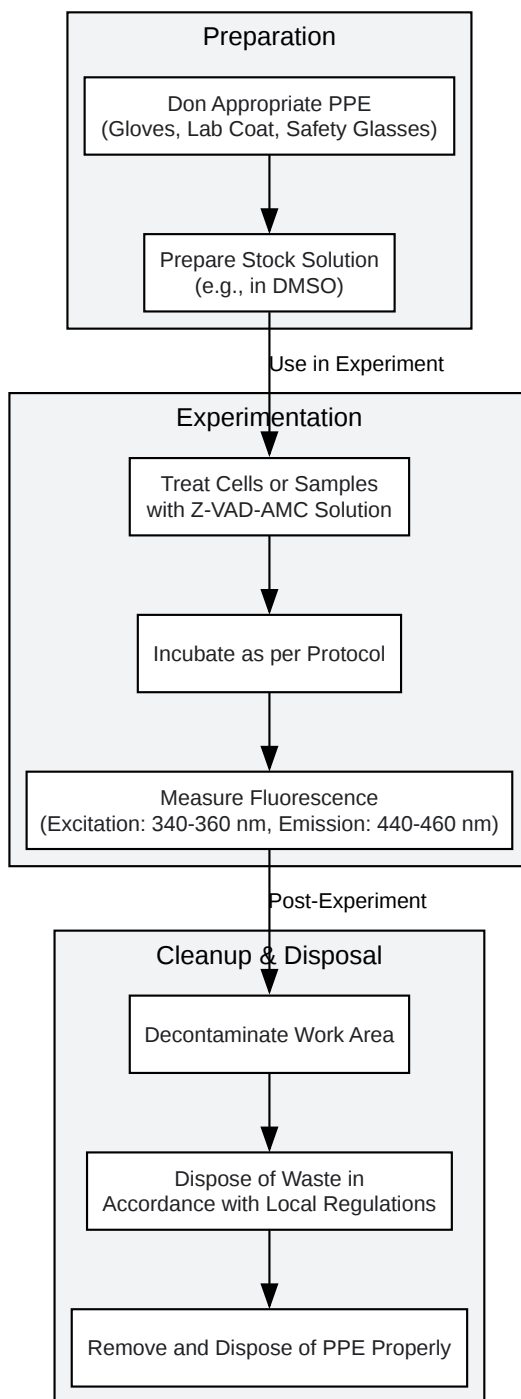 Preparation
Don Appropriate PPE
(Gloves, Lab Coat, Safety Glasses)
Prepare Stock Solution
(e.g., in DMSO)
Use in Experiment
Experimentation
Treat Cells or Samples
with Z-VAD-AMC Solution
Incubate as per Protocol
Measure Fluorescence
(Excitation: 340-360 nm, Emission: 440-460 nm)
Post-Experiment
Cleanup & Disposal
Decontaminate Work Area
Dispose of Waste in
Accordance with Local Regulations
Remove and Dispose of PPE Properly